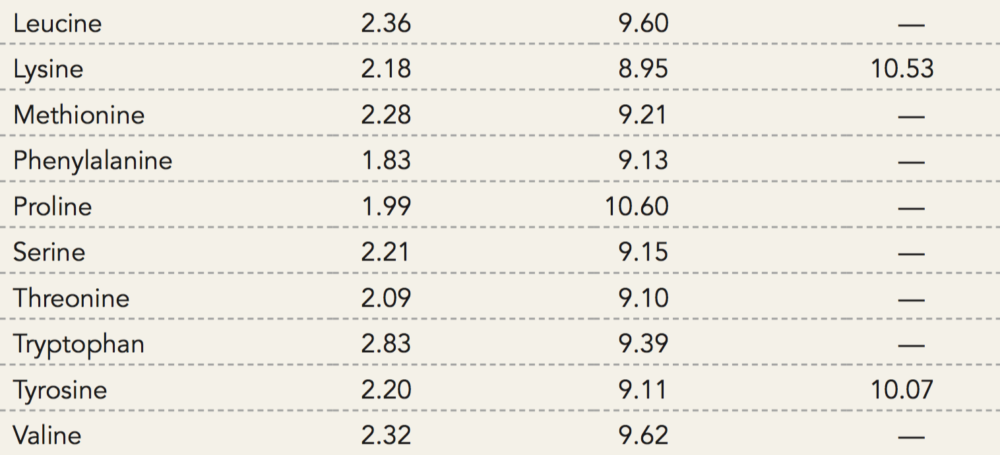 Leucine 2.36 9.60 —
Lysine 2.18 8.95 10.53
Methionine 2.28 9.21 —
Phenylalanine 1.83 9.13 —
Proline 1.99 10.60 —
Serine 2.21 9.15 —
Threonine 2.09 9.10 —
Tryptophan 2.83 9.39 —
Tyrosine 2.20 9.11 10.07
Valine 2.32 9.62 —